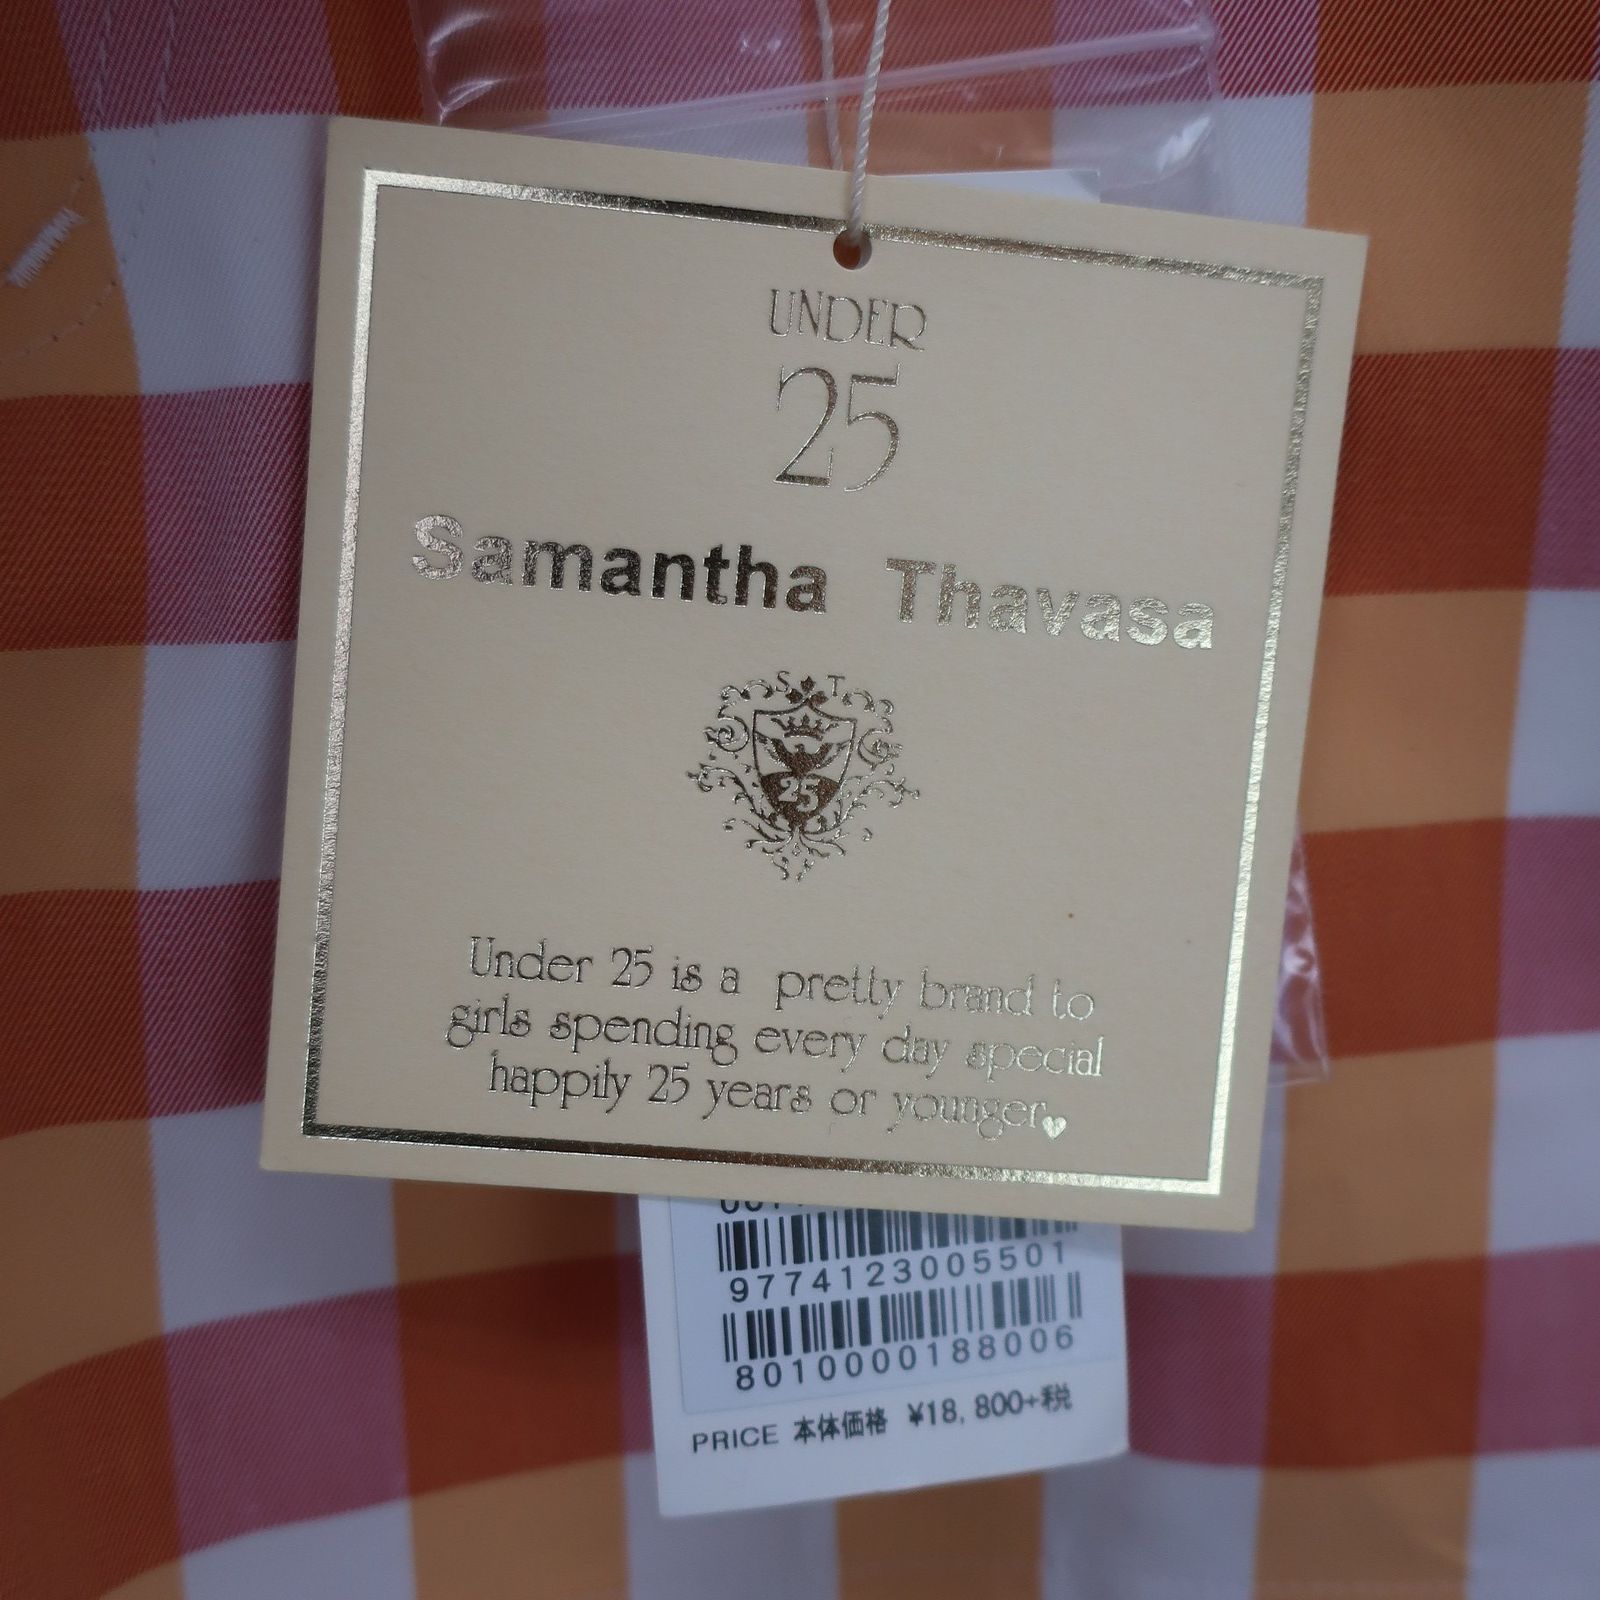 UNDER
25
Samantha Thavasa
S T
25
Under 25 is a pretty brand to
girls spending every day special
happily 25 years or younger
9774123005501
8010000188006
PRICE 本体価格 ¥18,800+税